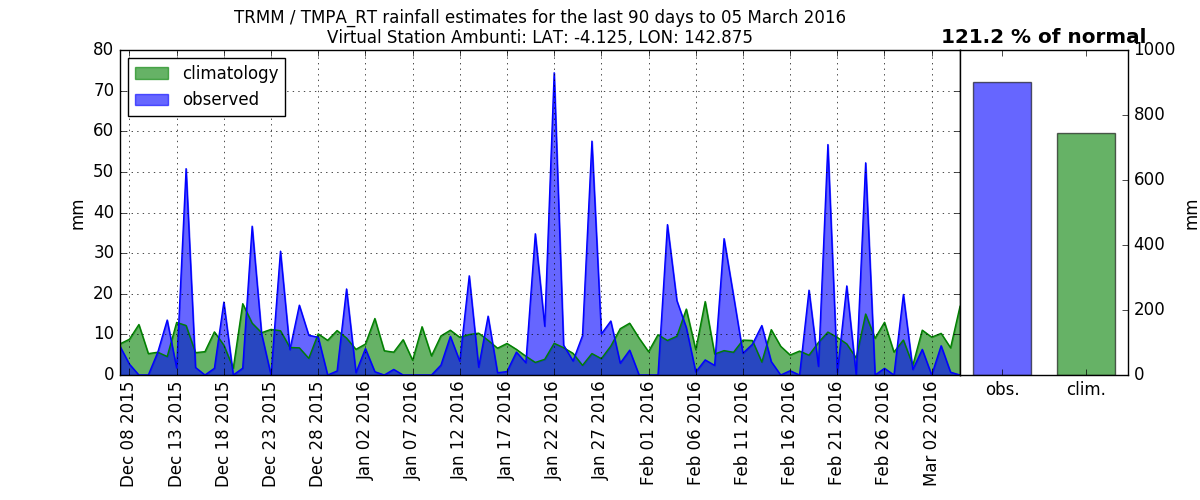 TRMM / TMPA_RT rainfall estimates for the last 90 days to 05 March 2016
Virtual Station Ambunti: LAT: -4.125, LON: 142.875
121.2 % of normal
climatology
observed
80
70
60
50
40
30
20
10
0
mm
Dec 08 2015
Dec 13 2015
Dec 18 2015
Dec 23 2015
Dec 28 2015
Jan 02 2016
Jan 07 2016
Jan 12 2016
Jan 17 2016
Jan 22 2016
Jan 27 2016
Feb 01 2016
Feb 06 2016
Feb 11 2016
Feb 16 2016
Feb 21 2016
Feb 26 2016
Mar 02 2016
obs.
clim.
1000
800
600
400
200
0
mm